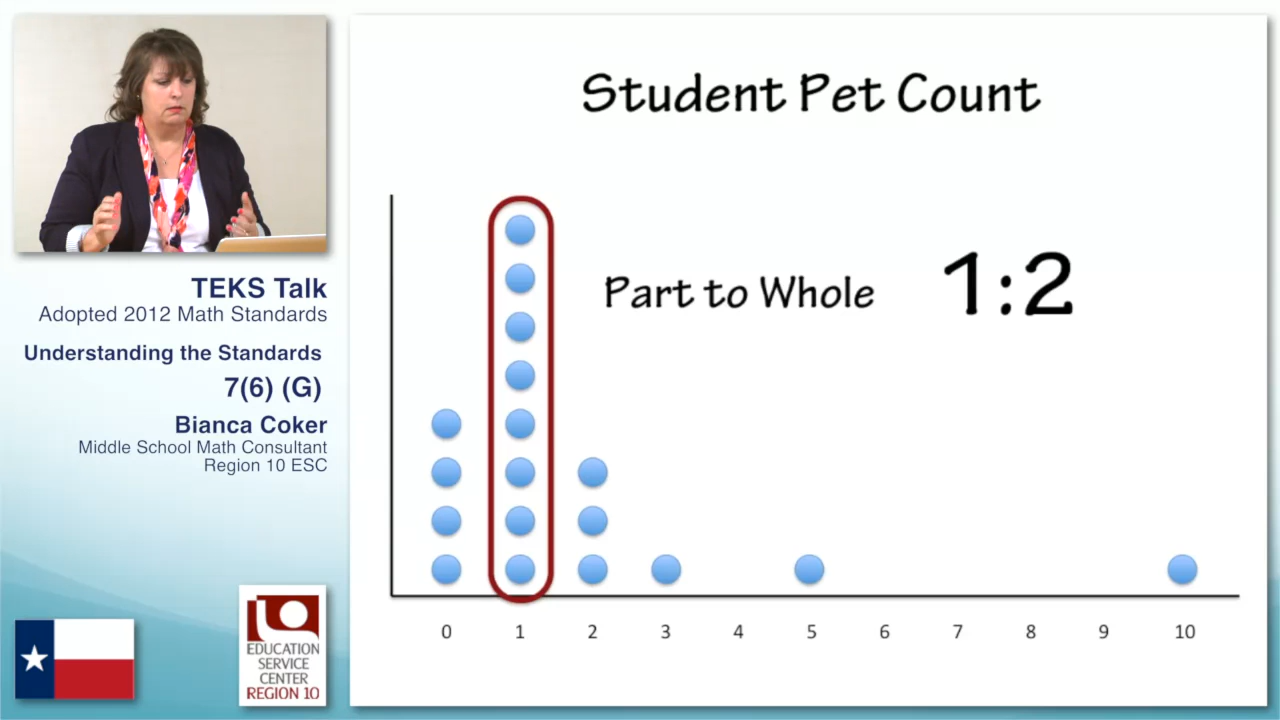 TEKS Talk
Adopted 2012 Math Standards
Understanding the Standards
7(6) (G)
Bianca Coker
Middle School Math Consultant
Region 10 ESC
EDUCATION
SERVICE
CENTER
REGION 10
Student Pet Count
Part to Whole 1:2
0 1 2 3 4 5 6 7 8 9 10